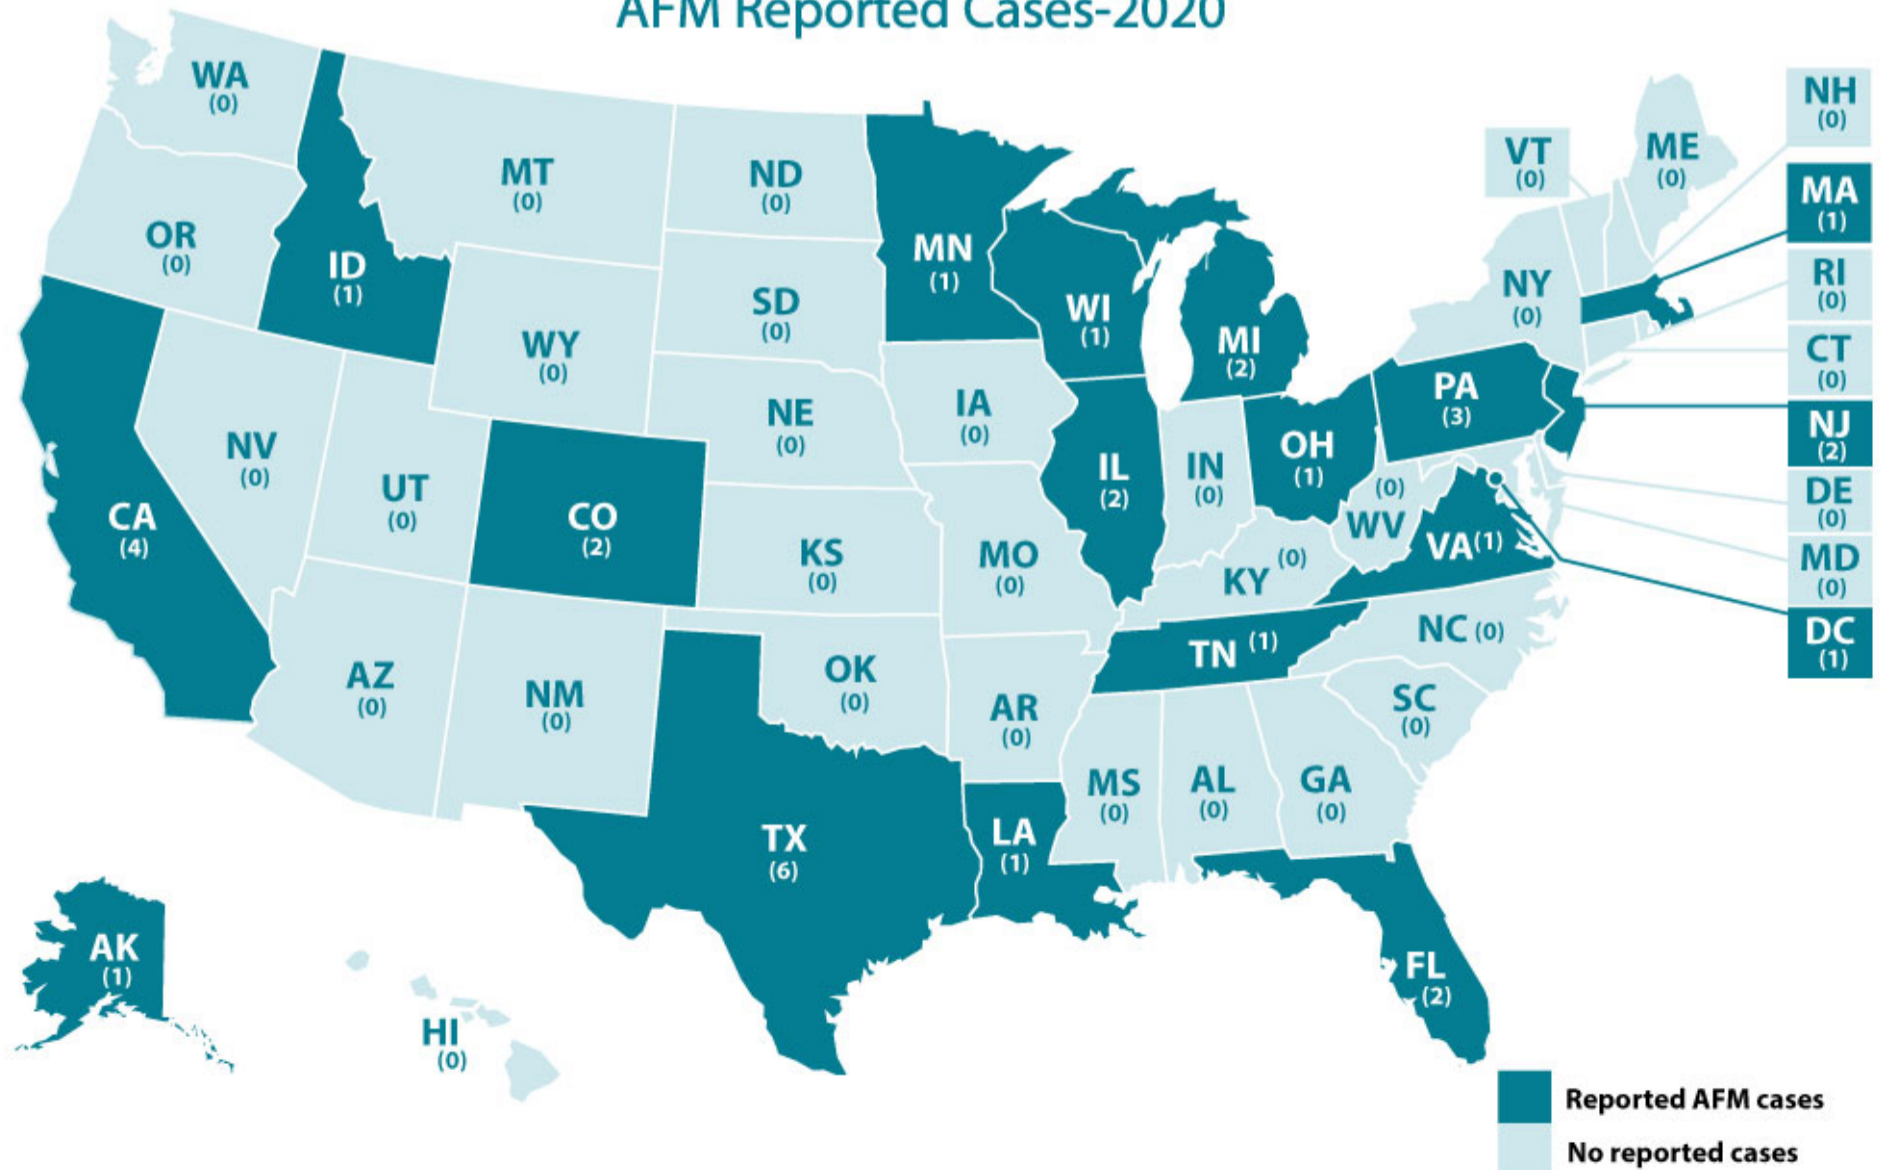 AFM Reported Cases-2020
WA
(0)
OR
(0)
ID
(1)
MT
(0)
ND
(0)
SD
(0)
WY
(0)
NE
(0)
CA
(4)
NV
(0)
UT
(0)
CO
(2)
KS
(0)
AZ
(0)
NM
(0)
OK
(0)
TX
(6)
MN
(1)
WI
(1)
MI
(2)
IA
(0)
IL
(2)
IN
(0)
OH
(1)
MO
(0)
KY (0)
(0)
WV
VA (1)
TN (1)
NC (0)
SC
(0)
AR
(0)
LA
(1)
MS
(0)
AL
(0)
GA
(0)
FL
(2)
PA
(3)
NY
(0)
VT
(0)
ME
(0)
NH
(0)
MA
(1)
RI
(0)
CT
(0)
NJ
(2)
DE
(0)
MD
(0)
DC
(1)
AK
(1)
HI
(0)
Reported AFM cases
No reported cases